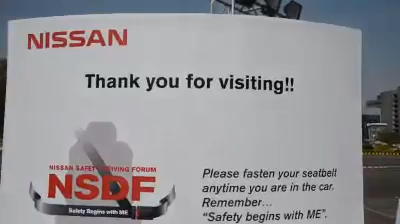 NISSAN
Thank you for visiting!!
NISSAN SAFETY DRIVING FORUM
NSDF
Safety Begins with ME
Please fasten your seatbelt
anytime you are in the car.
Remember...
"Safety begins with ME".